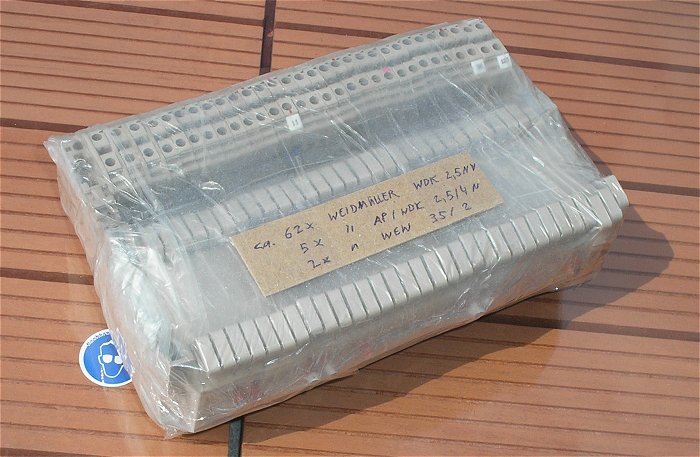 ca. 62x WEIDMÜLLER WDK 2,5NV
5x " AP/WDK 2,5/4N
2x " WEW 35/2